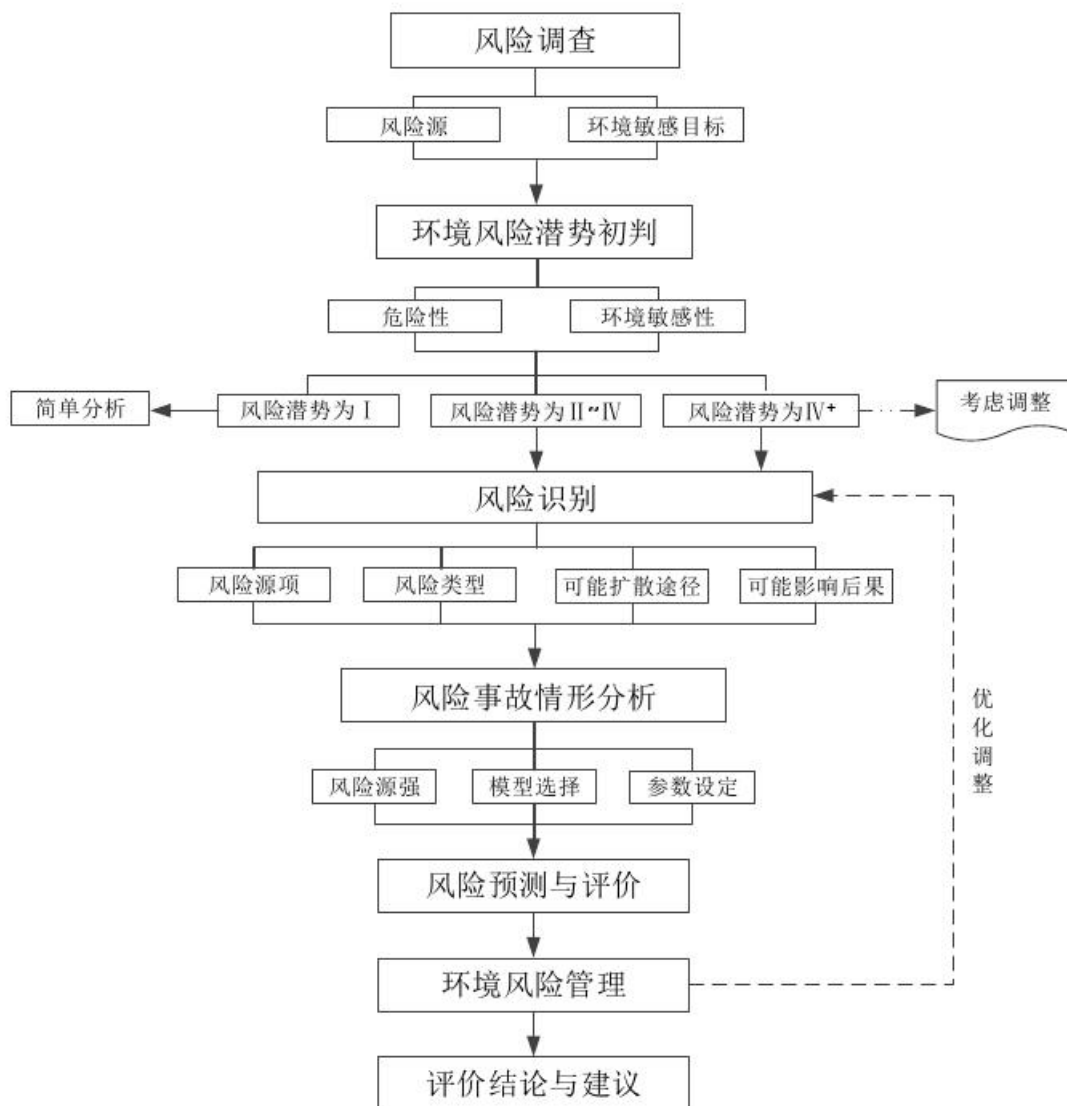 风险调查
风险源
环境敏感目标
环境风险潜势初判
危险性
环境敏感性
简单分析
风险潜势为Ⅰ
风险潜势为Ⅱ~Ⅳ
风险潜势为Ⅳ+
考虑调整
风险识别
风险源项
风险类型
可能扩散途径
可能影响后果
风险事故情形分析
优化调整
风险源强
模型选择
参数设定
风险预测与评价
环境风险管理
评价结论与建议